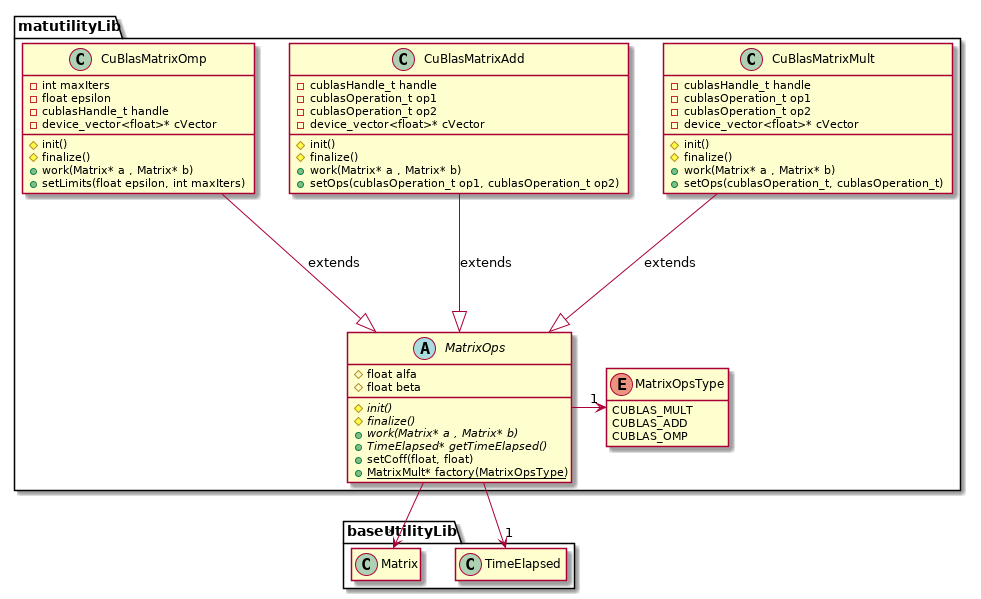 matutilityLib
C CuBlasMatrixOmp
int maxIters
float epsilon
cublasHandle_t handle
device_vector<float>* cVector
init()
finalize()
work(Matrix* a , Matrix* b)
setLimits(float epsilon, int maxIters)
C CuBlasMatrixAdd
cublasHandle_t handle
cublasOperation_t op1
cublasOperation_t op2
device_vector<float>* cVector
init()
finalize()
work(Matrix* a , Matrix* b)
setOps(cublasOperation_t op1, cublasOperation_t op2)
C CuBlasMatrixMult
cublasHandle_t handle
cublasOperation_t op1
cublasOperation_t op2
device_vector<float>* cVector
init()
finalize()
work(Matrix* a , Matrix* b)
setOps(cublasOperation_t, cublasOperation_t)
extends
extends
extends
A MatrixOps
float alfa
float beta
init()
finalize()
work(Matrix* a , Matrix* b)
TimeElapsed* getTimeElapsed()
setCoff(float, float)
MatrixMult* factory(MatrixOpsType)
1
E MatrixOpsType
CUBLAS_MULT
CUBLAS_ADD
CUBLAS_OMP
baseUtilityLib
1
C Matrix
C TimeElapsed